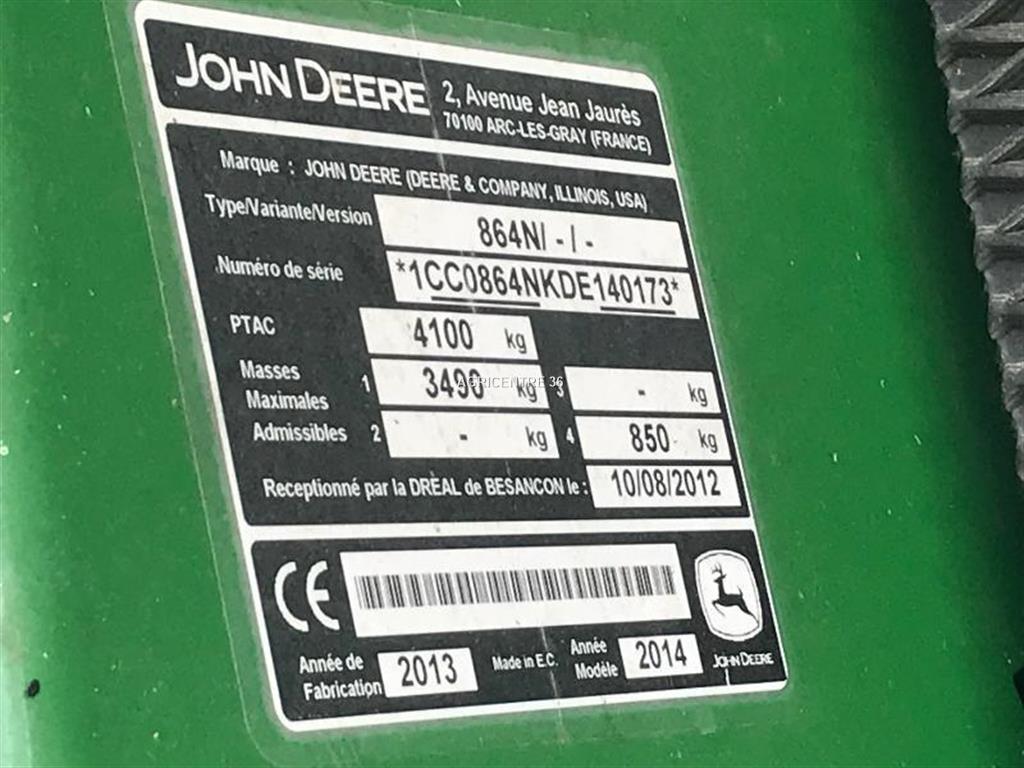 JOHN DEERE 2, Avenue Jean Jaurès
70100 ARC-LES-GRAY (FRANCE)
Marque : JOHN DEERE (DEERE & COMPANY, ILLINOIS, USA)
Type/Variante/Version 864N/ - / -
Numéro de série *1CC0864NKDE140173*
PTAC 4100 kg
Masses 1 3490 kg 3 - kg
Maximales
Admissibles 2 - kg 4 850 kg
AGRICENTRE 36
Receptionné par la DREAL de BESANCON le : 10/08/2012
CE
Année de Fabrication 2013 Made in E.C. Année Modèle 2014 JOHN DEERE